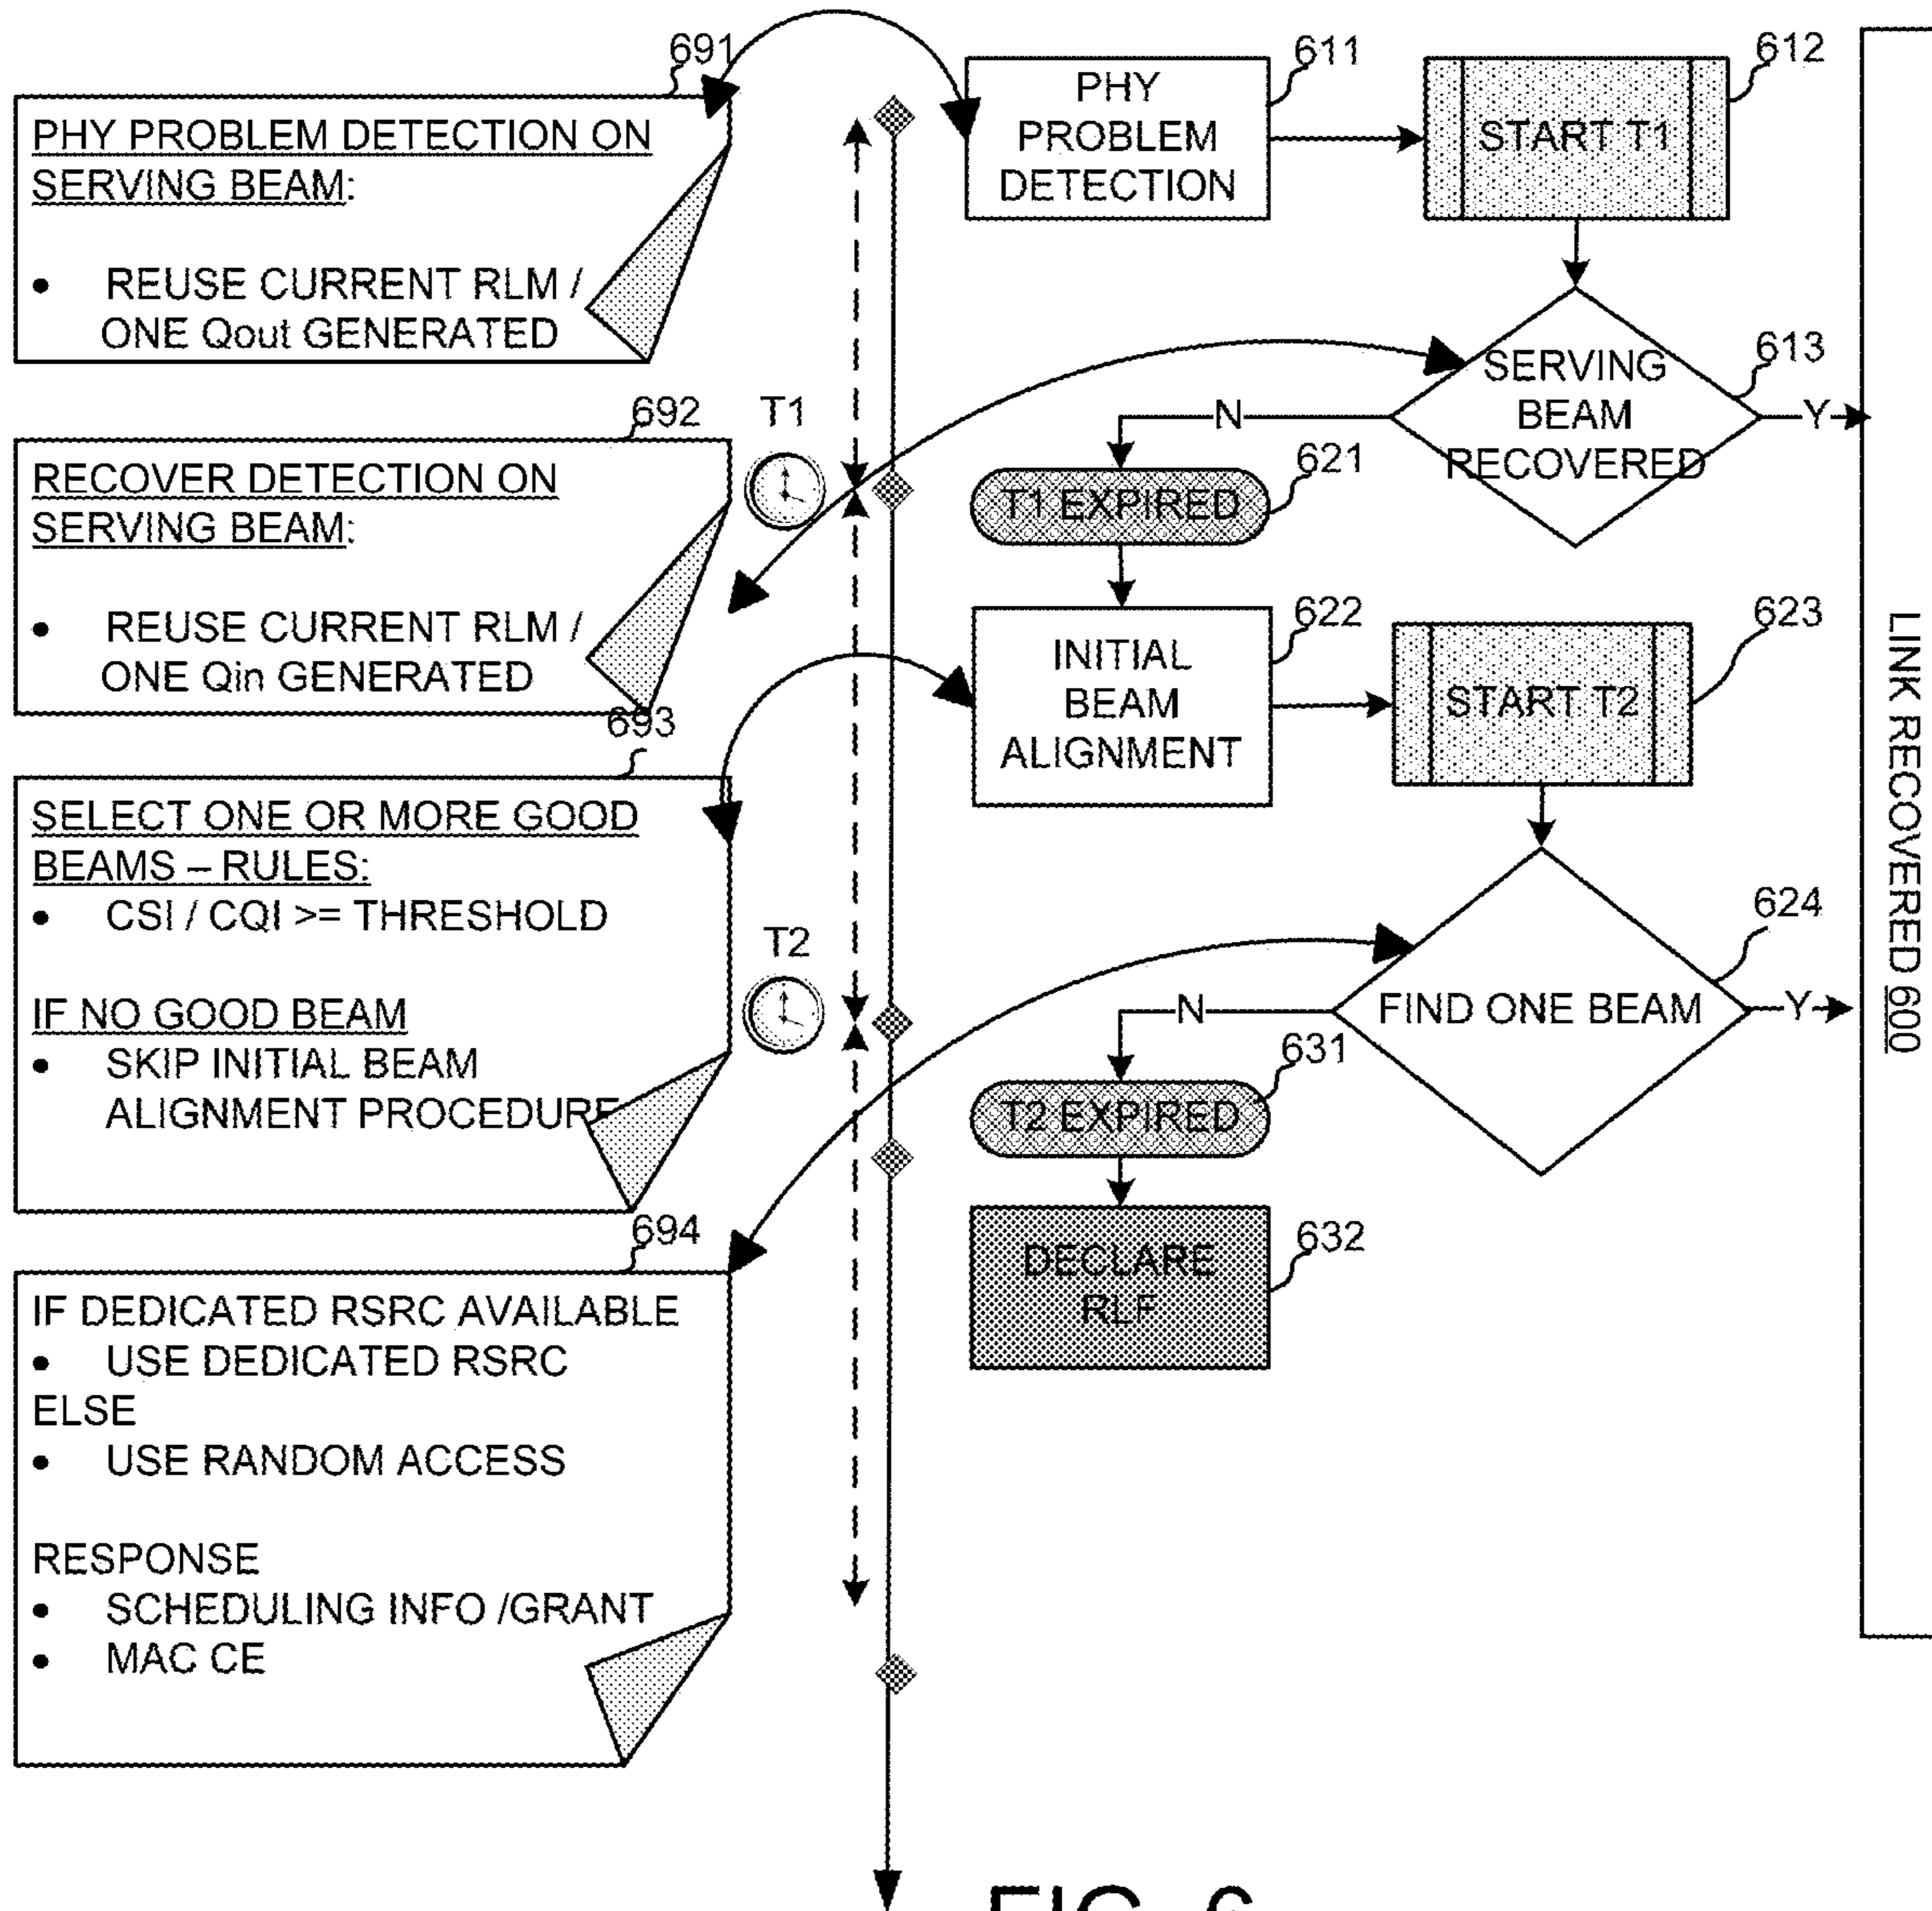 691
PHY PROBLEM DETECTION ON
SERVING BEAM:
• REUSE CURRENT RLM /
ONE Qout GENERATED
692
RECOVER DETECTION ON
SERVING BEAM:
• REUSE CURRENT RLM /
ONE Qin GENERATED
693
SELECT ONE OR MORE GOOD
BEAMS – RULES:
• CSI / CQI >= THRESHOLD
IF NO GOOD BEAM
• SKIP INITIAL BEAM
ALIGNMENT PROCEDURE
694
IF DEDICATED RSRC AVAILABLE
• USE DEDICATED RSRC
ELSE
• USE RANDOM ACCESS
RESPONSE
• SCHEDULING INFO /GRANT
• MAC CE
T1
T2
611
PHY
PROBLEM
DETECTION
612
START T1
613
SERVING
BEAM
RECOVERED
N
Y
621
T1 EXPIRED
622
INITIAL
BEAM
ALIGNMENT
623
START T2
624
FIND ONE BEAM
N
Y
631
T2 EXPIRED
632
DECLARE
RLF
LINK RECOVERED 600
FIG. 6